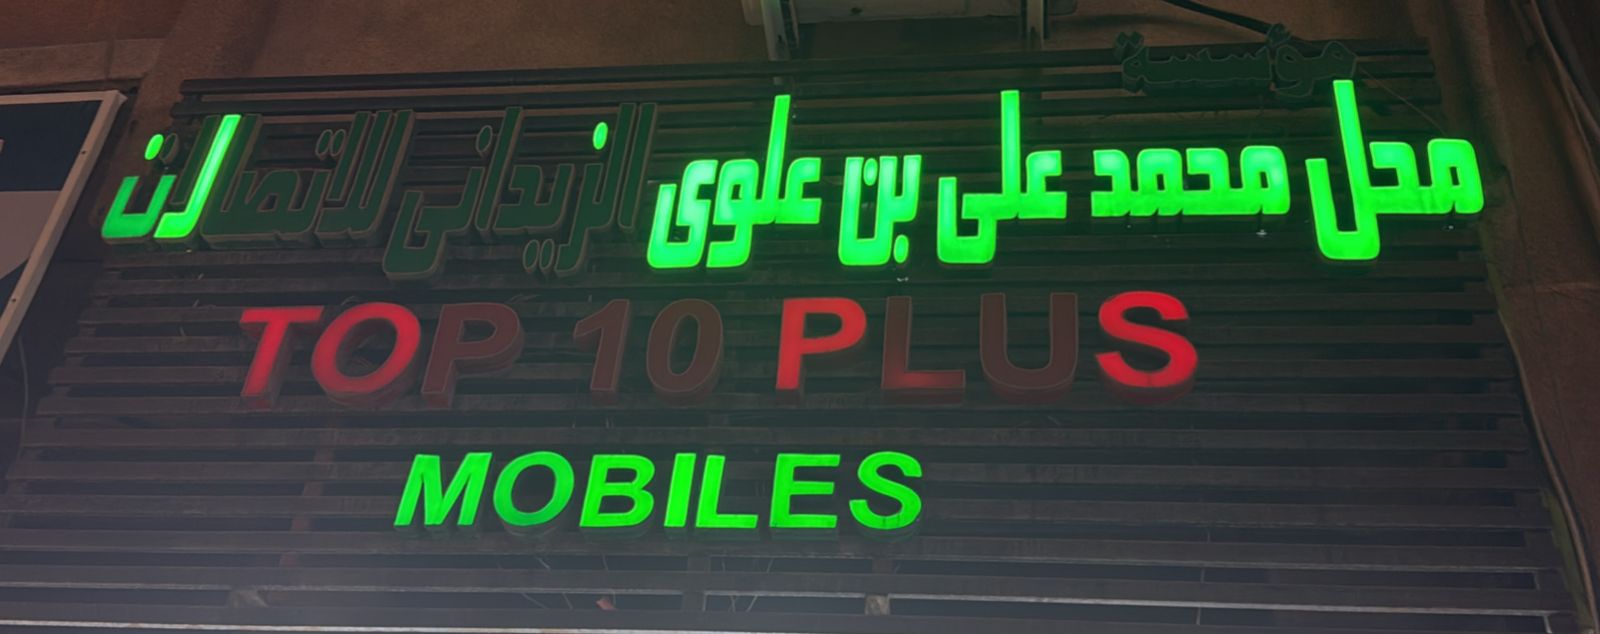 مؤسسة
محل محمد على بن علوى الزيدانى للاتصالات
TOP 10 PLUS
MOBILES